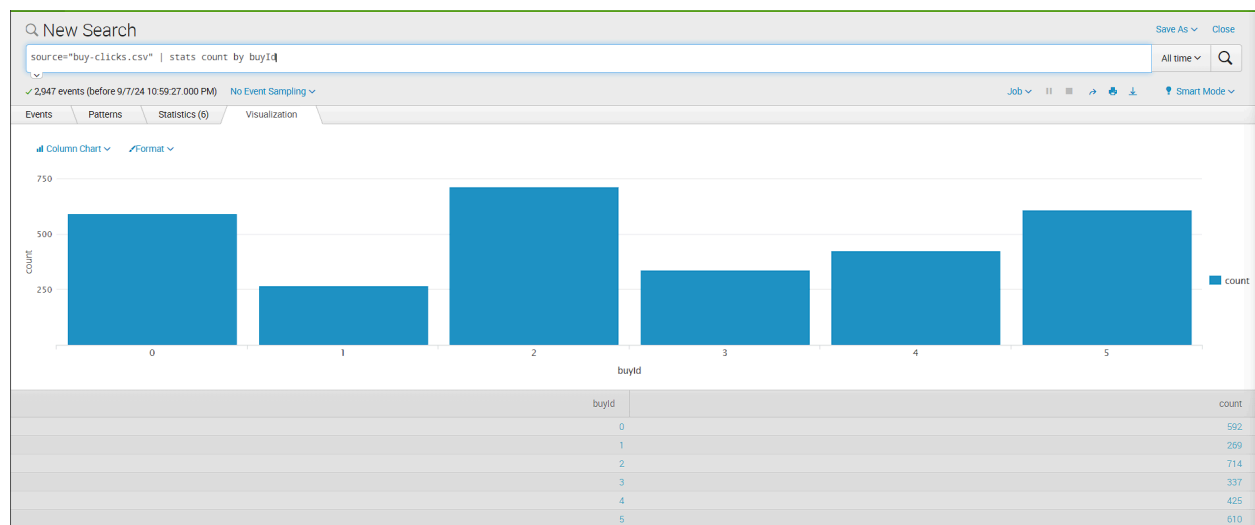 New Search
Save As Close
source="buy-clicks.csv" | stats count by buyId
All time
2,947 events (before 9/7/24 10:59:27.000 PM) No Event Sampling
Job Smart Mode
Events Patterns Statistics (6) Visualization
Column Chart Format
750
500
250
count
count
0 1 2 3 4 5
buyId
buyId count
0 592
1 269
2 714
3 337
4 425
5 610